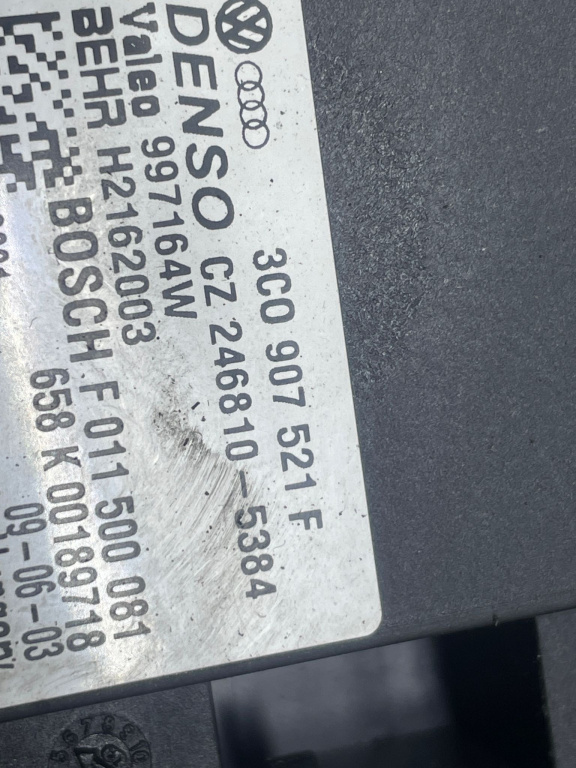 3C0 907 521 F
DENSO CZ 246810-5384
Valeo 997164W
BEHR H2162003
BOSCH F 011 500 081
658 K 00189718
09-06-03